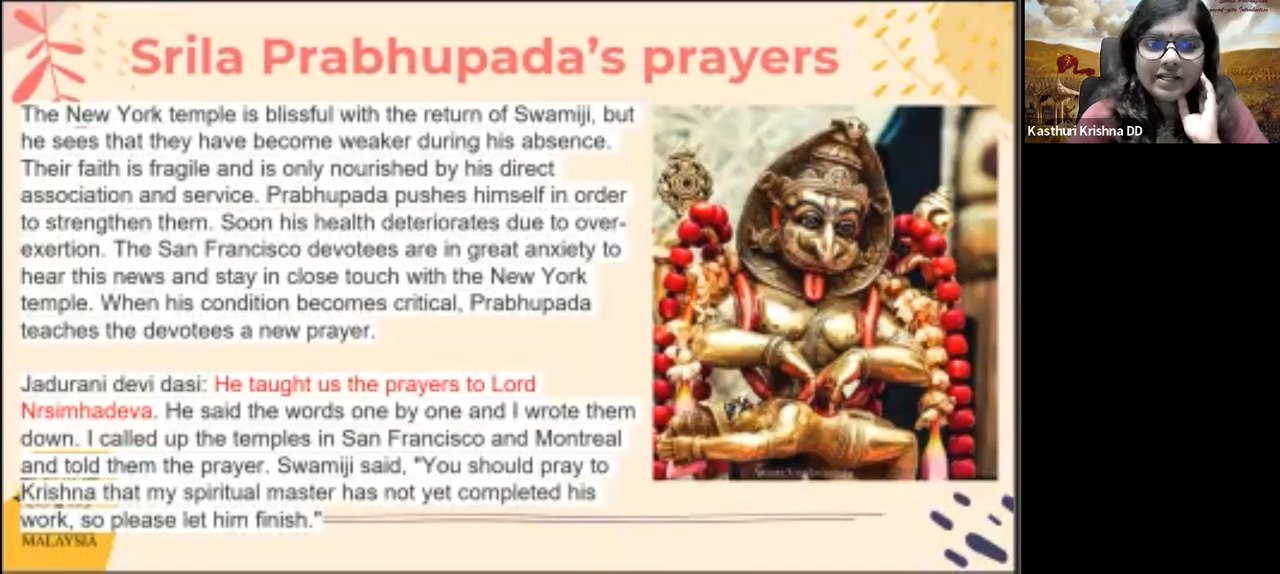 Srila Prabhupada’s prayers
The New York temple is blissful with the return of Swamiji, but
he sees that they have become weaker during his absence.
Their faith is fragile and is only nourished by his direct
association and service. Prabhupada pushes himself in order
to strengthen them. Soon his health deteriorates due to over-
exertion. The San Francisco devotees are in great anxiety to
hear this news and stay in close touch with the New York
temple. When his condition becomes critical, Prabhupada
teaches the devotees a new prayer.
Jadurani devi dasi: He taught us the prayers to Lord
Nrsimhadeva. He said the words one by one and I wrote them
down. I called up the temples in San Francisco and Montreal
and told them the prayer. Swamiji said, "You should pray to
Krishna that my spiritual master has not yet completed his
work, so please let him finish."
MALAYSIA
Kasthuri Krishna DD